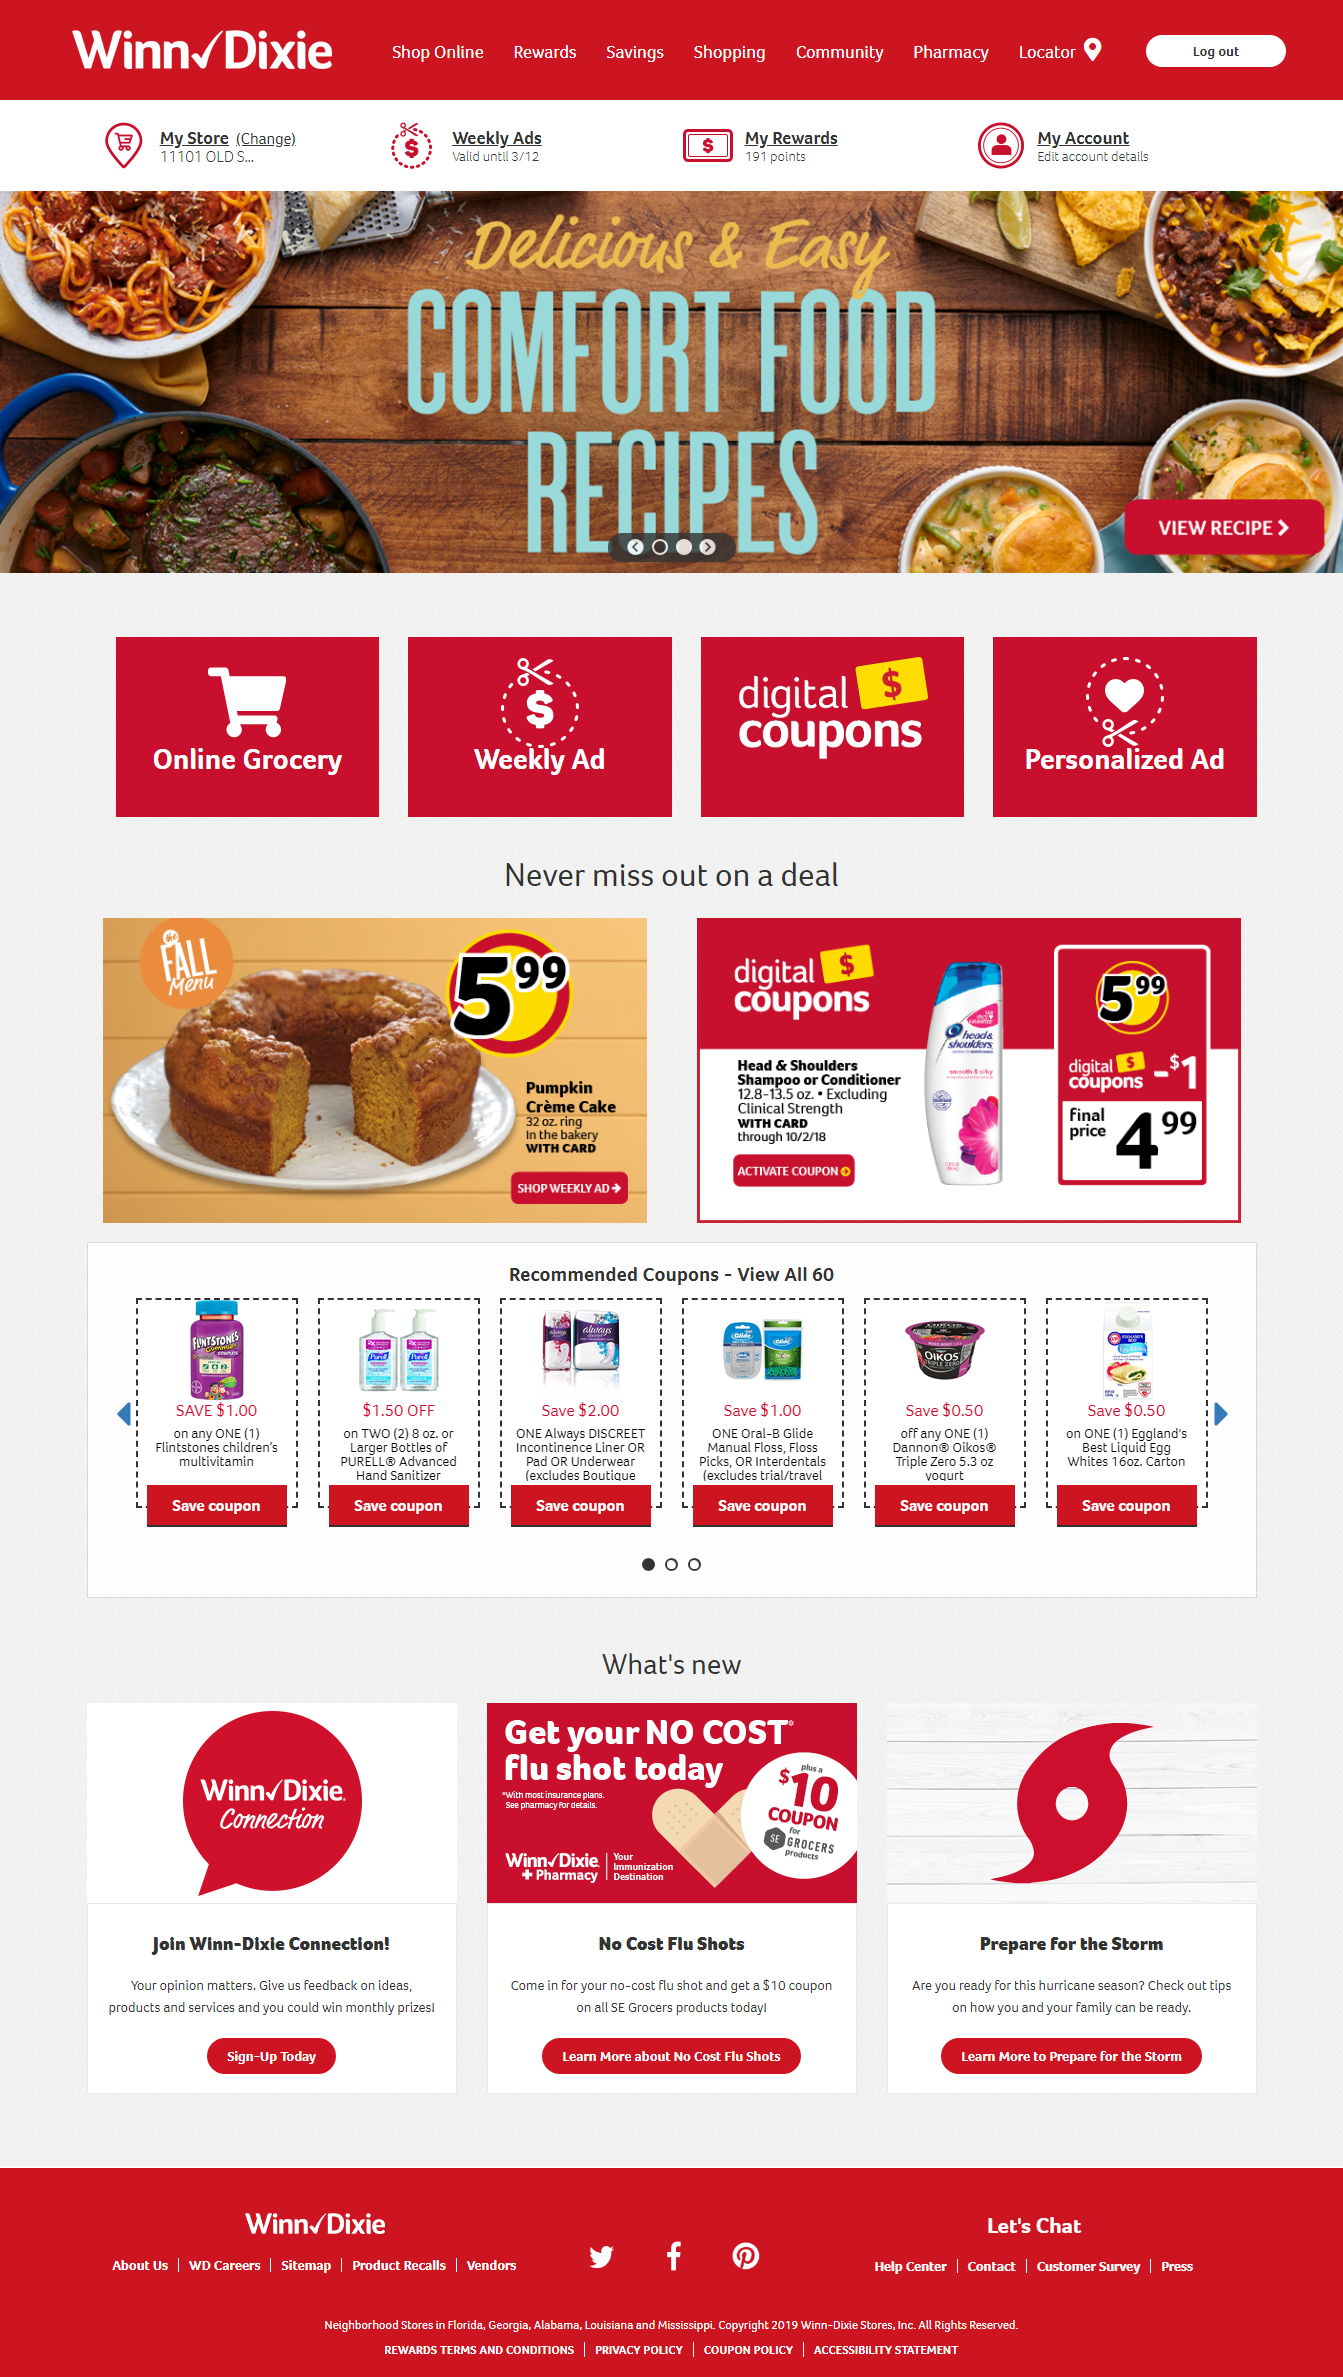 Winn✓Dixie
Shop Online
Rewards
Savings
Shopping
Community
Pharmacy
Locator
Log out
My Store (Change)
11101 OLD S...
Weekly Ads
Valid until 3/12
My Rewards
191 points
My Account
Edit account details
Delicious & Easy
COMFORT FOOD
RECIPES
VIEW RECIPE
Online Grocery
$
Weekly Ad
digital $
coupons
Personalized Ad
Never miss out on a deal
the
FALL
Menu
5 99
Pumpkin
Crème Cake
32 oz. ring
In the bakery
WITH CARD
SHOP WEEKLY AD
digital $
coupons
Head & Shoulders
Shampoo or Conditioner
12.8-13.5 oz. • Excluding
Clinical Strength
WITH CARD
through 10/2/18
ACTIVATE COUPON
head&
shoulders
smooth & silky
5 99
digital $
coupons -$1
final
price 4 99
Recommended Coupons - View All 60
FLINTSTONES
Gummies
COMPLETE
SAVE $1.00
on any ONE (1)
Flintstones children's
multivitamin
Save coupon
Purell Purell
$1.50 OFF
on TWO (2) 8 oz. or
Larger Bottles of
PURELL® Advanced
Hand Sanitizer
Save coupon
always always
Save $2.00
ONE Always DISCREET
Incontinence Liner OR
Pad OR Underwear
(excludes Boutique
Save coupon
Glide Glide
Save $1.00
ONE Oral-B Glide
Manual Floss, Floss
Picks, OR Interdentals
(excludes trial/travel
Save coupon
OIKOS
TRIPLE ZERO
Save $0.50
off any ONE (1)
Dannon® Oikos®
Triple Zero 5.3 oz
yogurt
Save coupon
EGGLAND'S
BEST
Save $0.50
on ONE (1) Eggland's
Best Liquid Egg
Whites 16oz. Carton
Save coupon
What's new
Winn✓Dixie.
Connection
Join Winn-Dixie Connection!
Your opinion matters. Give us feedback on ideas,
products and services and you could win monthly prizes!
Sign-Up Today
Get your NO COST*
flu shot today
*With most insurance plans.
See pharmacy for details.
plus a
$10
COUPON
for
SE GROCERS
products
Winn✓Dixie
+ Pharmacy
Your
Immunization
Destination
No Cost Flu Shots
Come in for your no-cost flu shot and get a $10 coupon
on all SE Grocers products today!
Learn More about No Cost Flu Shots
Prepare for the Storm
Are you ready for this hurricane season? Check out tips
on how you and your family can be ready.
Learn More to Prepare for the Storm
Winn✓Dixie
About Us | WD Careers | Sitemap | Product Recalls | Vendors
Let's Chat
Help Center | Contact | Customer Survey | Press
Neighborhood Stores in Florida, Georgia, Alabama, Louisiana and Mississippi. Copyright 2019 Winn-Dixie Stores, Inc. All Rights Reserved.
REWARDS TERMS AND CONDITIONS | PRIVACY POLICY | COUPON POLICY | ACCESSIBILITY STATEMENT